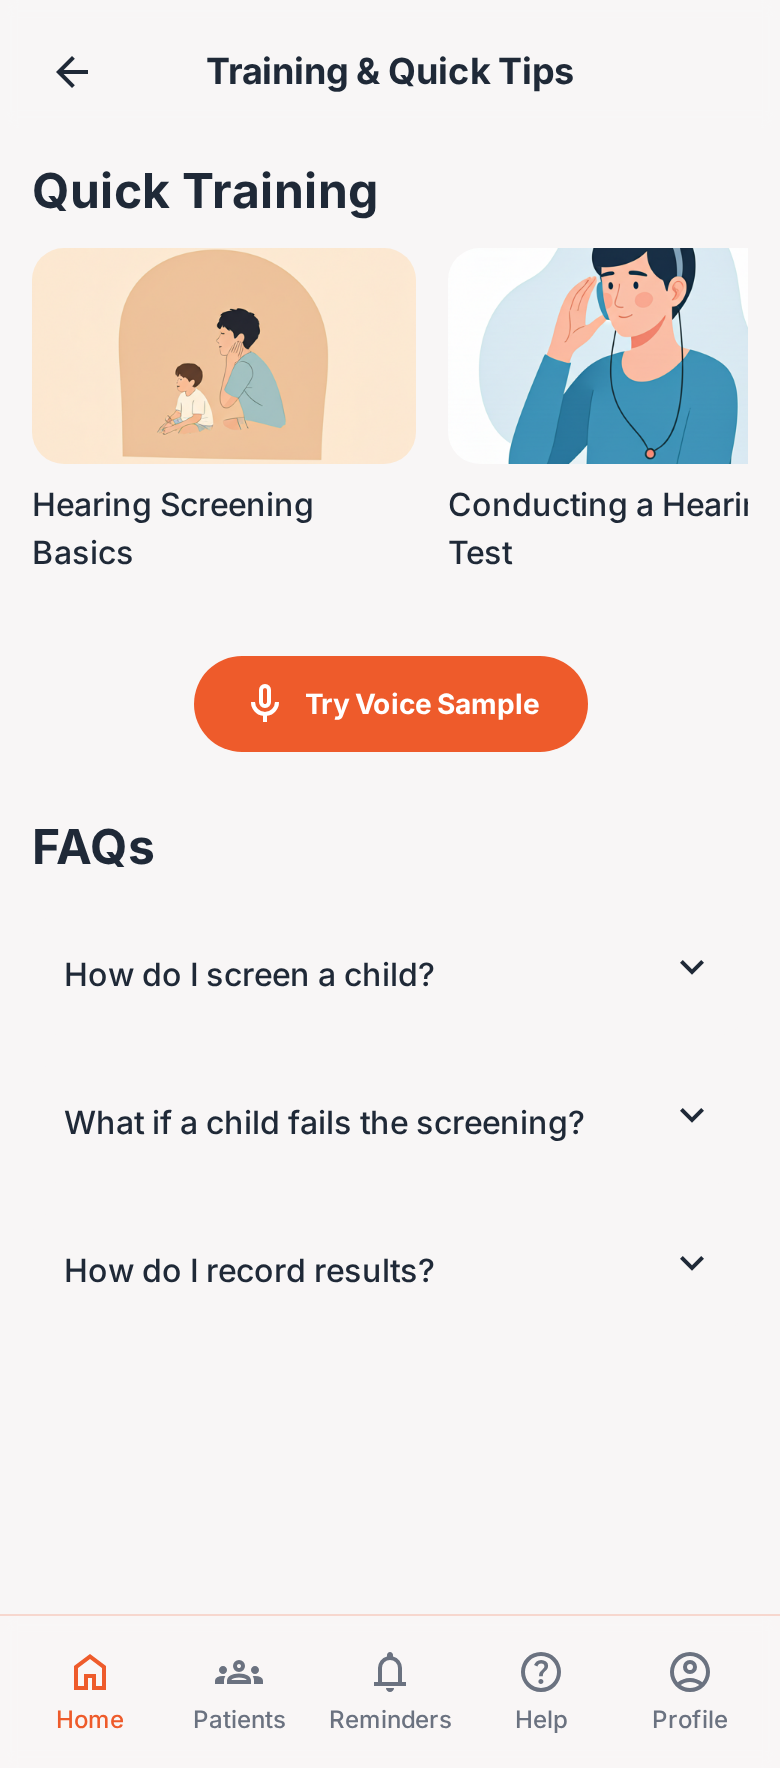 Training & Quick Tips
Quick Training
Hearing Screening
Basics
Conducting a Heari
Test
Try Voice Sample
FAQs
How do I screen a child?
What if a child fails the screening?
How do I record results?
Home
Patients
Reminders
Help
Profile